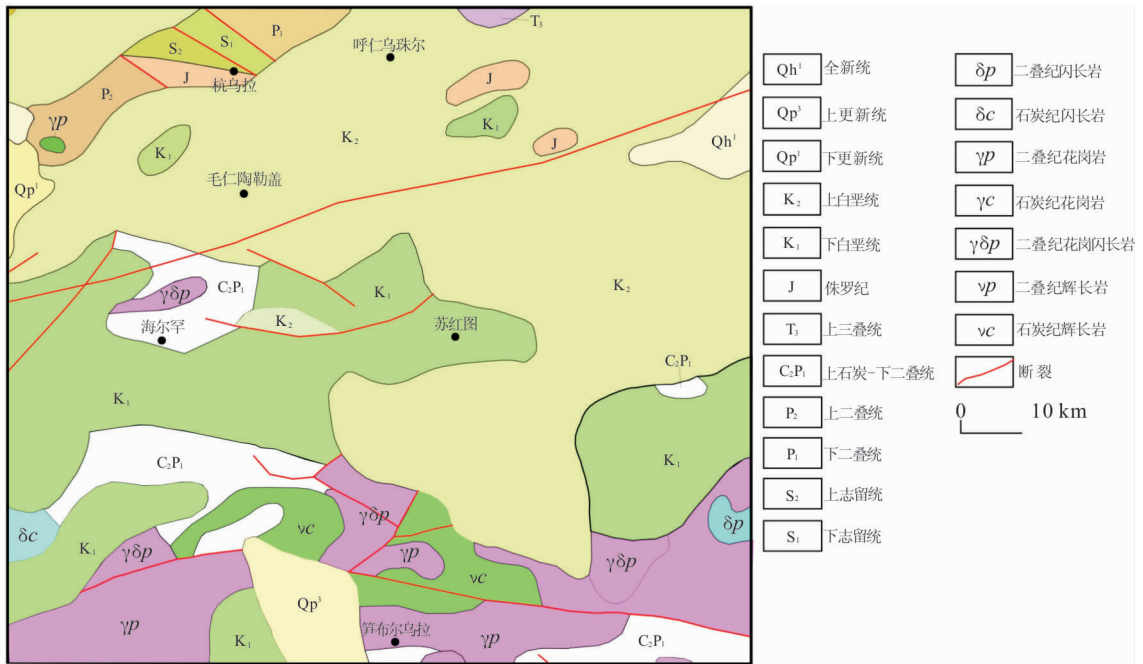 P₁
T₃
S₁
S₂
呼仁乌珠尔
杭乌拉
J
J
P₂
γp
K₁
K₂
K₁
J
Qh¹
Qp¹
毛仁陶勒盖
C₂P₁
γδp
K₁
K₂
K₂
海尔罕
苏红图
C₂P₁
K₁
K₁
C₂P₁
δc
K₁
γδp
νc
γδp
γp
νc
γδp
δp
γp
K₁
Qp³
笋布尔乌拉
γp
C₂P₁
Qh¹ 全新统
Qp³ 上更新统
Qp¹ 下更新统
K₂ 上白垩统
K₁ 下白垩统
J 侏罗纪
T₃ 上三叠统
C₂P₁ 上石炭-下二叠统
P₂ 上二叠统
P₁ 下二叠统
S₂ 上志留统
S₁ 下志留统
δp 二叠纪闪长岩
δc 石炭纪闪长岩
γp 二叠纪花岗岩
γc 石炭纪花岗岩
γδp 二叠纪花岗闪长岩
νp 二叠纪辉长岩
νc 石炭纪辉长岩
断裂
0 10 km